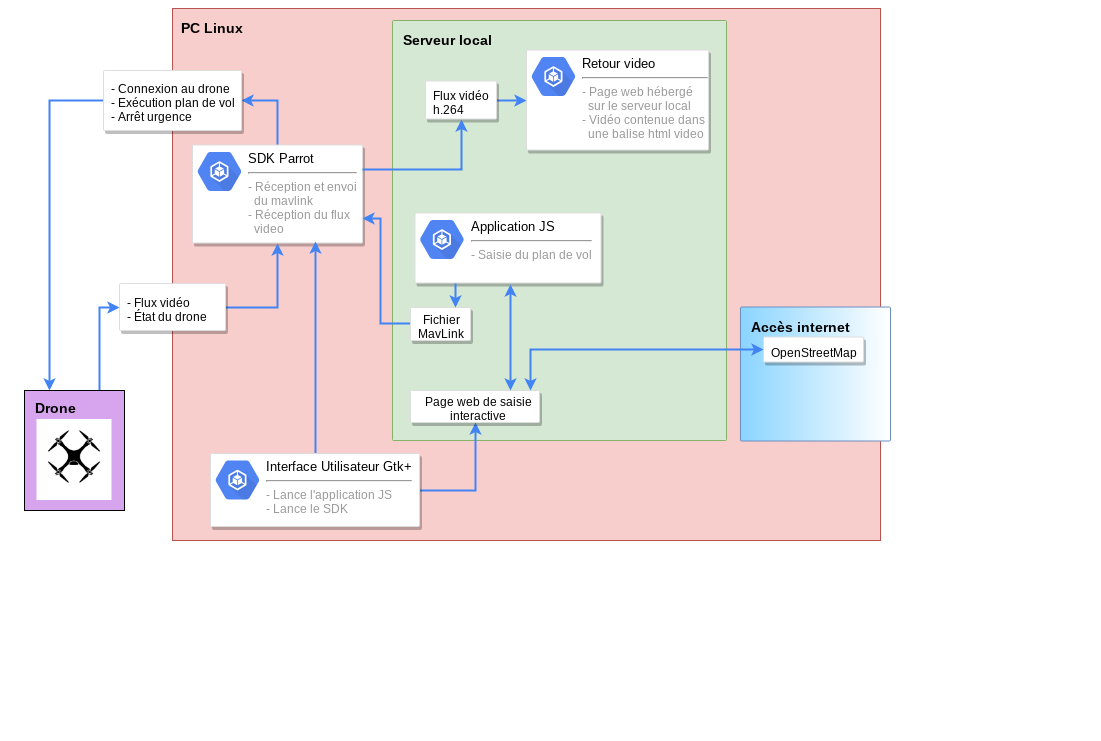 PC Linux
Serveur local
- Connexion au drone
- Exécution plan de vol
- Arrêt urgence
SDK Parrot
- Réception et envoi
du mavlink
- Réception du flux
video
Flux vidéo
h.264
Retour video
- Page web hébergé
sur le serveur local
- Vidéo contenue dans
une balise html video
Application JS
- Saisie du plan de vol
Fichier
MavLink
- Flux vidéo
- État du drone
Accès internet
OpenStreetMap
Page web de saisie
interactive
Drone
Interface Utilisateur Gtk+
- Lance l'application JS
- Lance le SDK